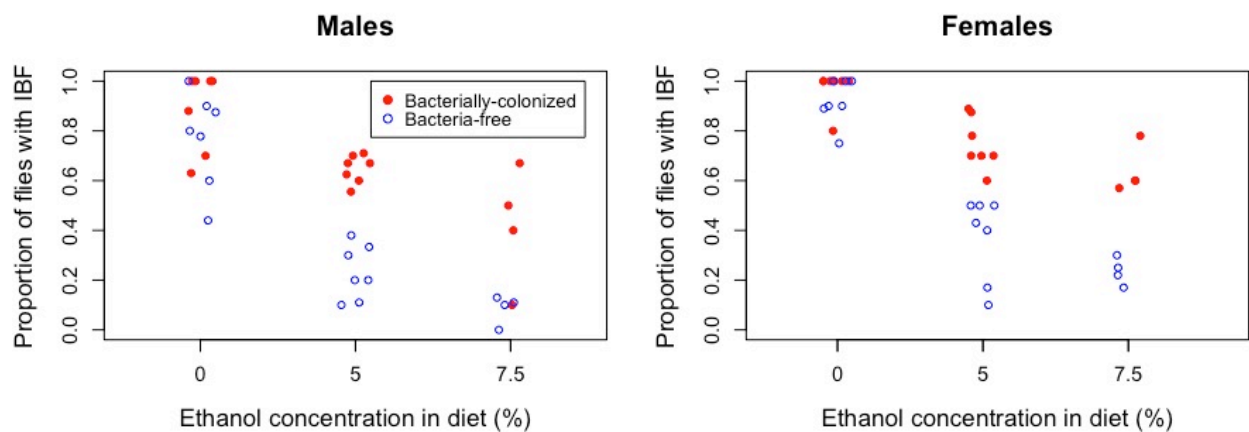 Males
Proportion of flies with IBF
1.0
0.8
0.6
0.4
0.2
0.0
Bacterially-colonized
Bacteria-free
0 5 7.5
Ethanol concentration in diet (%)
Females
Proportion of flies with IBF
1.0
0.8
0.6
0.4
0.2
0.0
0 5 7.5
Ethanol concentration in diet (%)